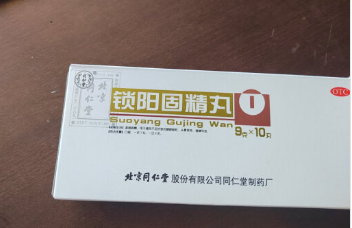 北京
同仁堂
锁阳固精丸
Suoyang Gujing Wan
9克×10丸
OTC
北京同仁堂股份有限公司同仁堂制药厂